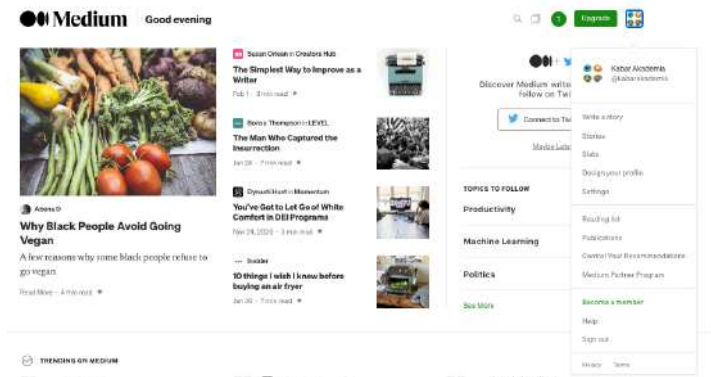 Medium
Good evening
1
Upgrade
Susan Orlean in Creators Hub
The Simplest Way to Improve as a
Writer
Feb 1 · 3 min read
in LEVEL
The Man Who Captured the
Insurrection
Jan 28 · 7 min read
in Momentum
You've Got to Let Go of White
Comfort in DEI Programs
Nov 24, 2020 · 3 min read
Insider
10 things I wish I knew before
buying an air fryer
Jan 20 · 7 min read
Why Black People Avoid Going
Vegan
A few reasons why some black people refuse to
go vegan
Read More · 4 min read
Discover Medium write
follow on Twi
Connect to Tw
Maybe Late
TOPICS TO FOLLOW
Productivity
Machine Learning
Politics
See More
Kabar Akademia
@kabarakademia
Write a story
Stories
Stats
Design your profile
Settings
Reading list
Publications
Control Your Recommendations
Medium Partner Program
Become a member
Help
Sign out
Privacy Terms
TRENDING ON MEDIUM